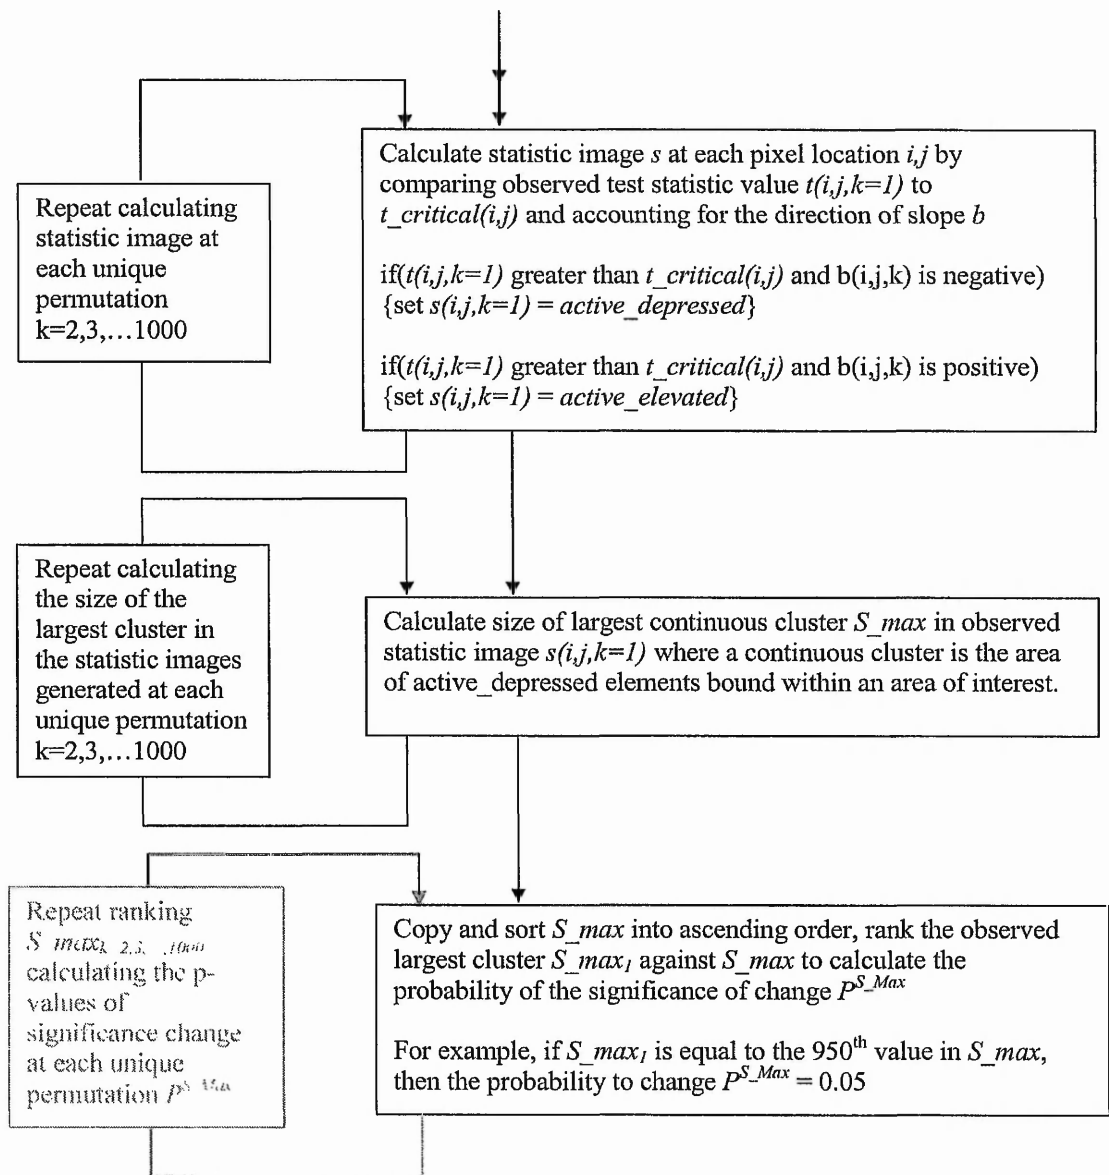 Calculate statistic image s at each pixel location i,j by
comparing observed test statistic value t(i,j,k=1) to
t_critical(i,j) and accounting for the direction of slope b
if(t(i,j,k=1) greater than t_critical(i,j) and b(i,j,k) is negative)
{set s(i,j,k=1) = active_depressed}
if(t(i,j,k=1) greater than t_critical(i,j) and b(i,j,k) is positive)
{set s(i,j,k=1) = active_elevated}
Repeat calculating
statistic image at
each unique
permutation
k=2,3,…1000
Repeat calculating
the size of the
largest cluster in
the statistic images
generated at each
unique permutation
k=2,3,…1000
Calculate size of largest continuous cluster S_max in observed
statistic image s(i,j,k=1) where a continuous cluster is the area
of active_depressed elements bound within an area of interest.
Repeat ranking
S_max
calculating the p-
values of
significance change
at each unique
permutation P^S_Max
Copy and sort S_max into ascending order, rank the observed
largest cluster S_max₁ against S_max to calculate the
probability of the significance of change P^S_Max
For example, if S_max₁ is equal to the 950th value in S_max,
then the probability to change P^S_Max = 0.05